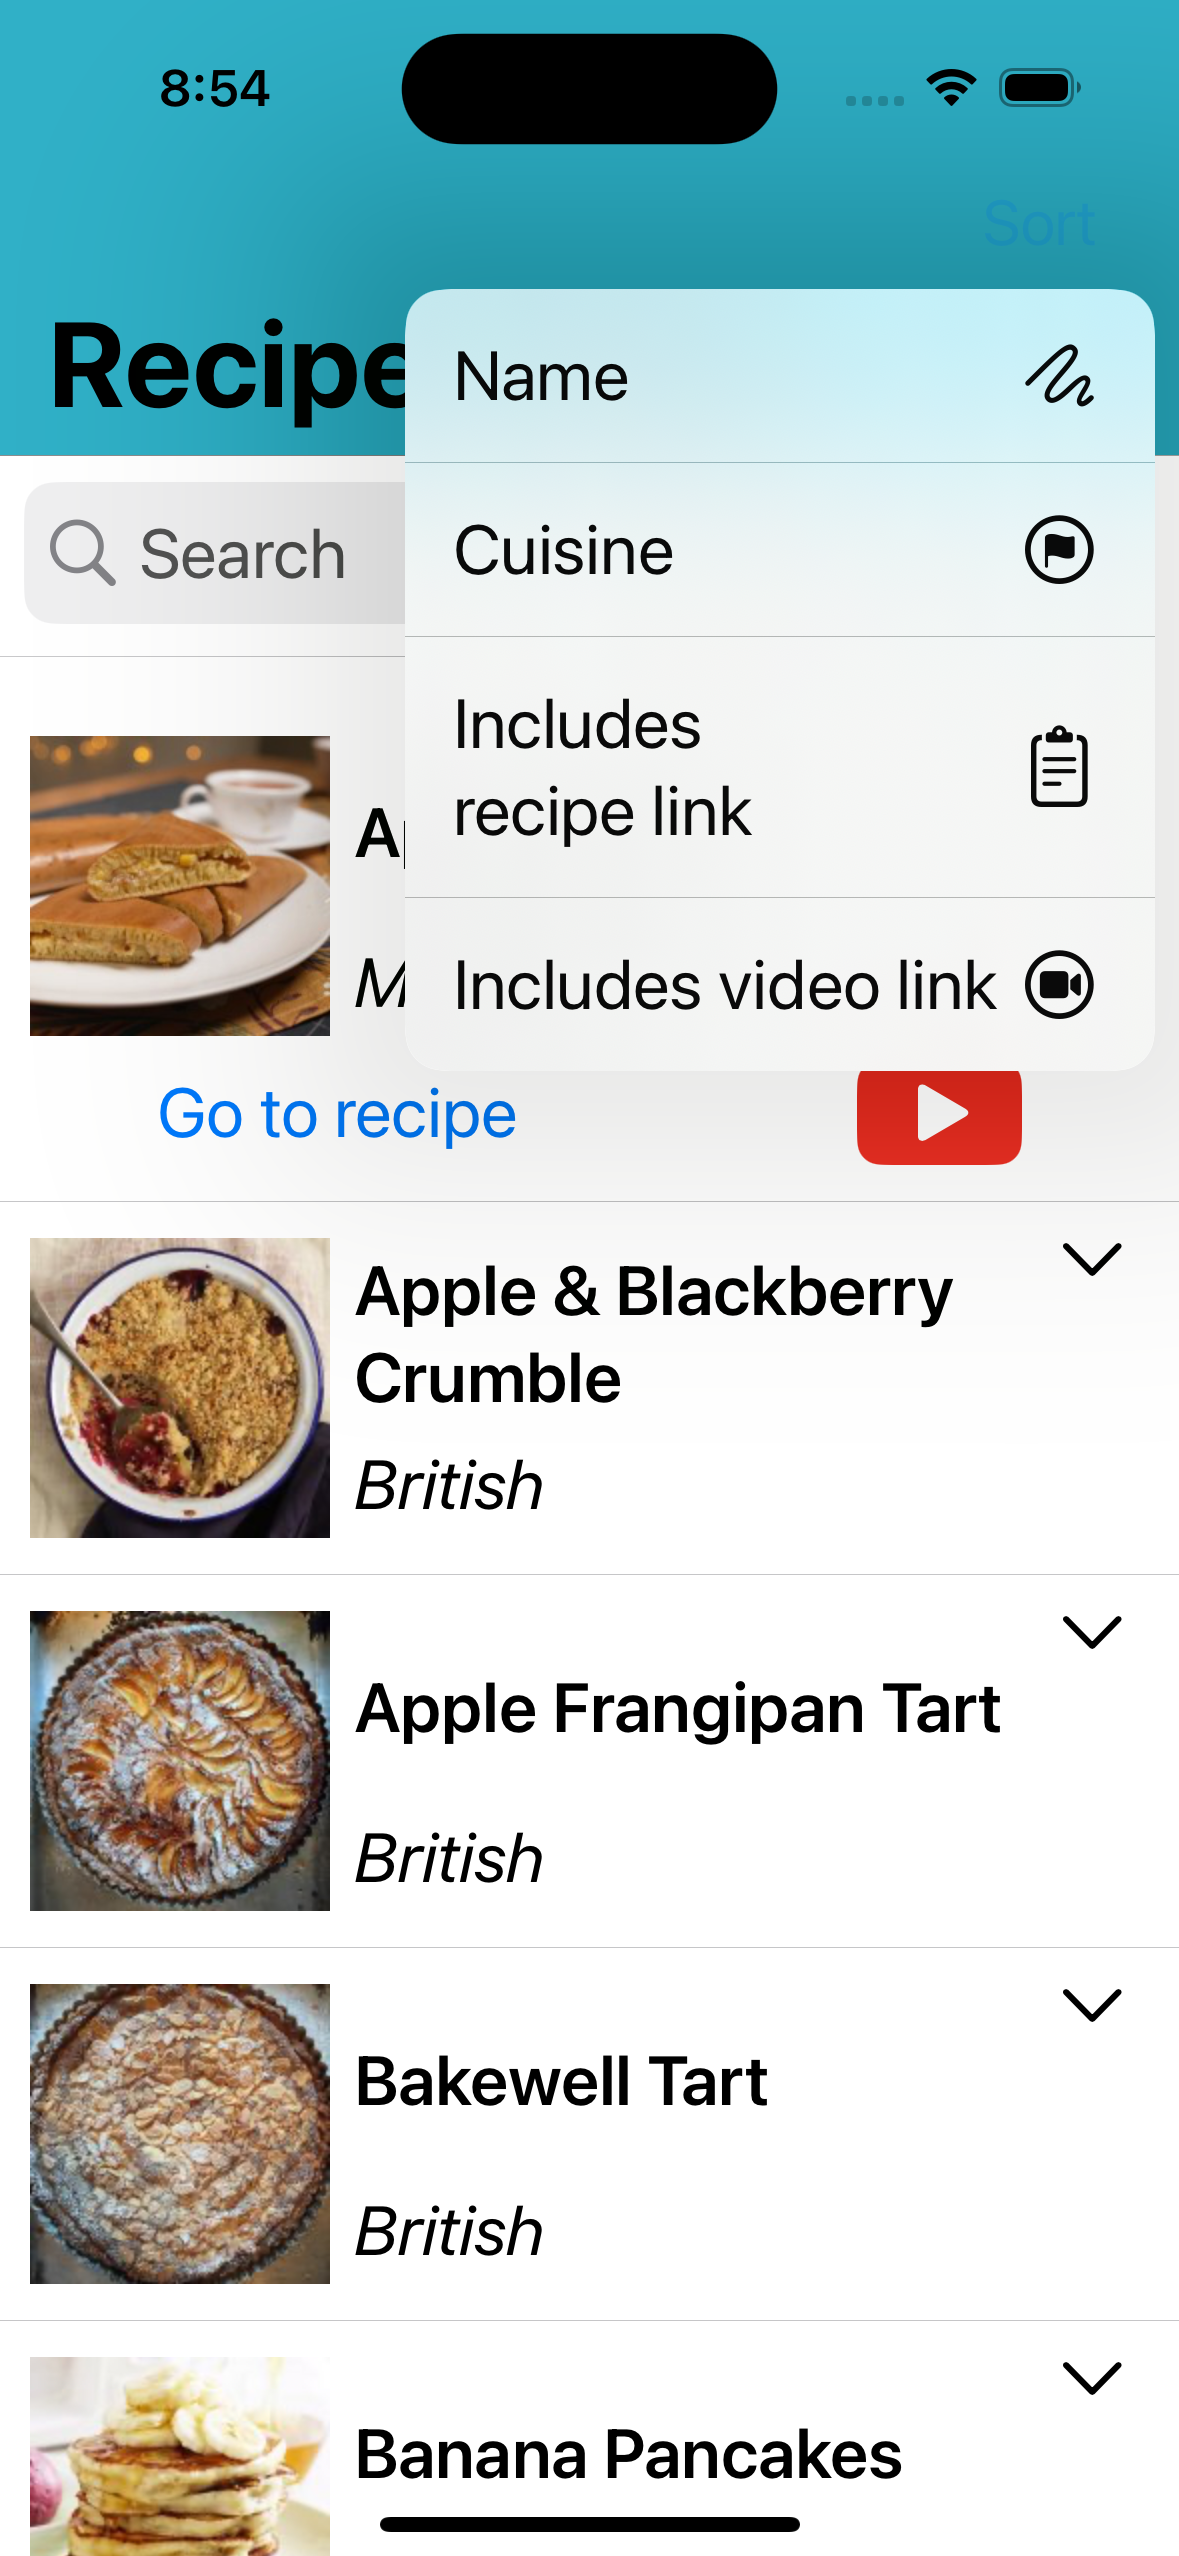 8:54
Sort
Recipe
Name
Search
Cuisine
Includes
recipe link
Includes video link
Go to recipe
Apple & Blackberry
Crumble
British
Apple Frangipan Tart
British
Bakewell Tart
British
Banana Pancakes